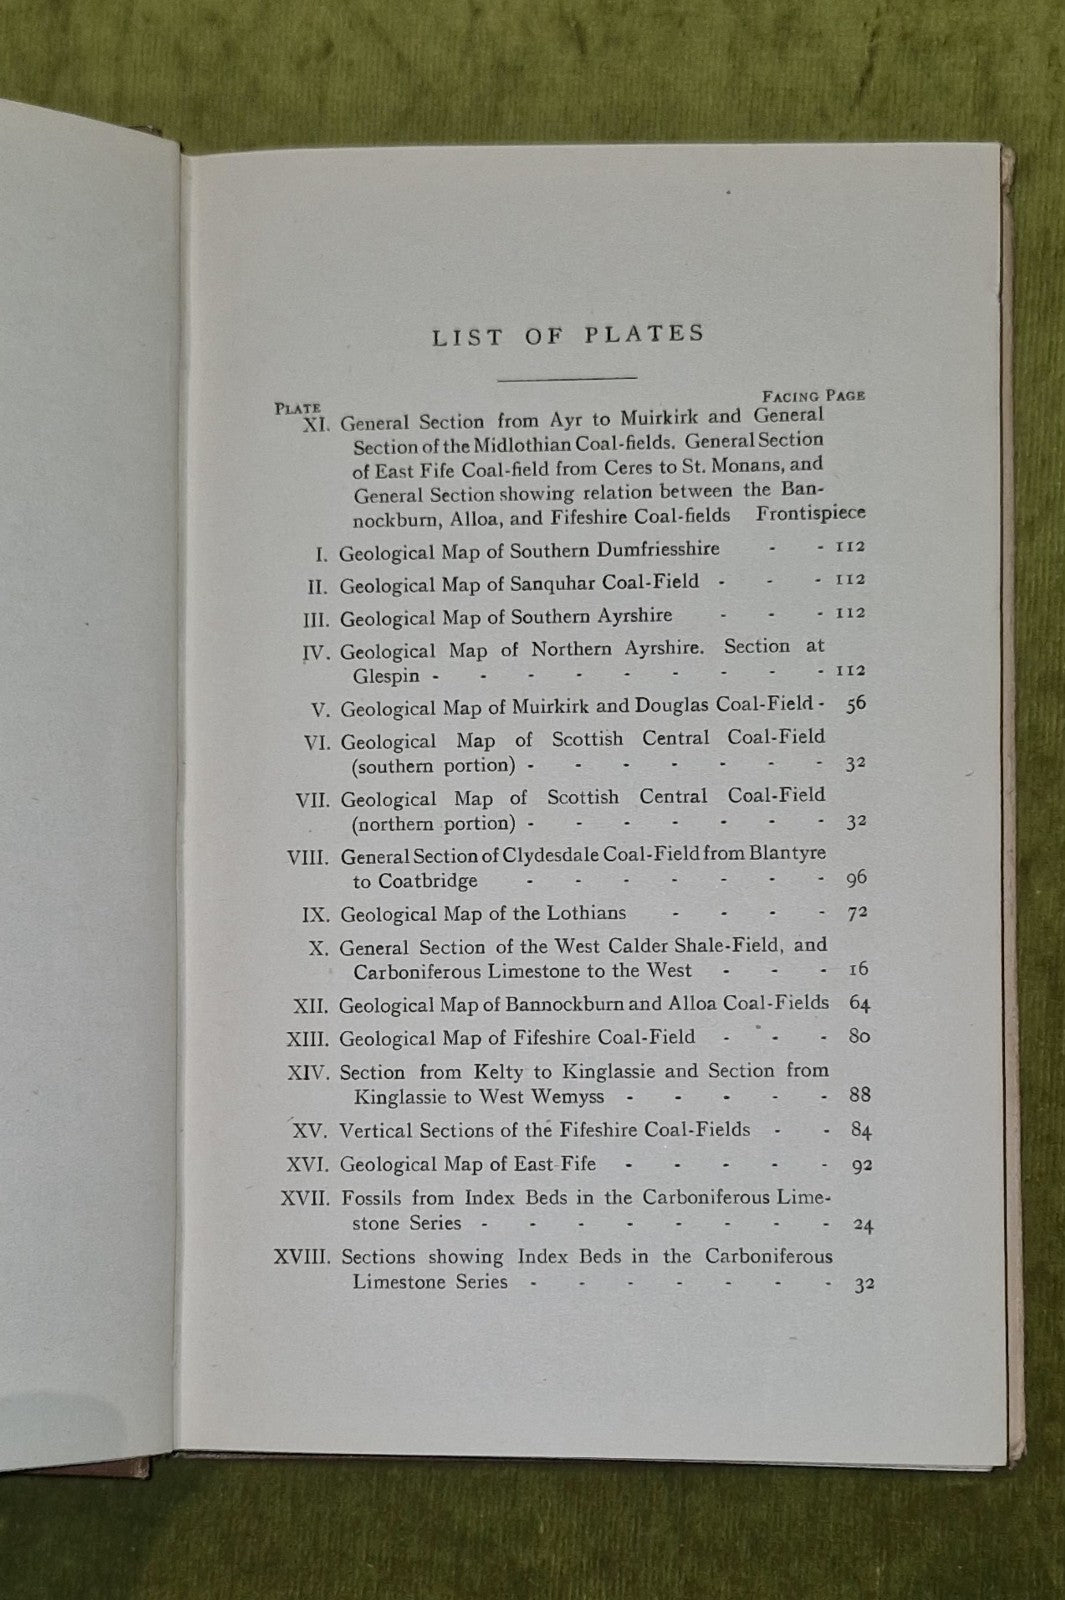 LIST OF PLATES
PLATE FACING PAGE
XI. General Section from Ayr to Muirkirk and General
Section of the Midlothian Coal-fields. General Section
of East Fife Coal-field from Ceres to St. Monans, and
General Section showing relation between the Ban-
nockburn, Alloa, and Fifeshire Coal-fields Frontispiece
I. Geological Map of Southern Dumfriesshire - - 112
II. Geological Map of Sanquhar Coal-Field - - - 112
III. Geological Map of Southern Ayrshire - - - 112
IV. Geological Map of Northern Ayrshire. Section at
Glespin - - - - - - - - - 112
V. Geological Map of Muirkirk and Douglas Coal-Field - 56
VI. Geological Map of Scottish Central Coal-Field
(southern portion) - - - - - - - 32
VII. Geological Map of Scottish Central Coal-Field
(northern portion) - - - - - - - 32
VIII. General Section of Clydesdale Coal-Field from Blantyre
to Coatbridge - - - - - - - 96
IX. Geological Map of the Lothians - - - - 72
X. General Section of the West Calder Shale-Field, and
Carboniferous Limestone to the West - - - 16
XII. Geological Map of Bannockburn and Alloa Coal-Fields 64
XIII. Geological Map of Fifeshire Coal-Field - - - 80
XIV. Section from Kelty to Kinglassie and Section from
Kinglassie to West Wemyss - - - - - 88
XV. Vertical Sections of the Fifeshire Coal-Fields - - 84
XVI. Geological Map of East Fife - - - - - 92
XVII. Fossils from Index Beds in the Carboniferous Lime-
stone Series - - - - - - - - 24
XVIII. Sections showing Index Beds in the Carboniferous
Limestone Series - - - - - - - 32